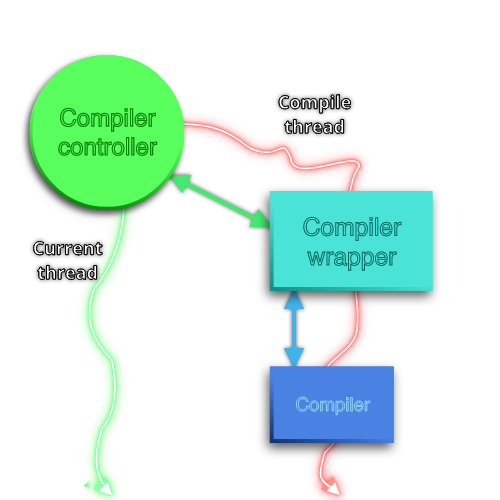 Compiler
controller
Compile
thread
Compiler
wrapper
Current
thread
Compiler